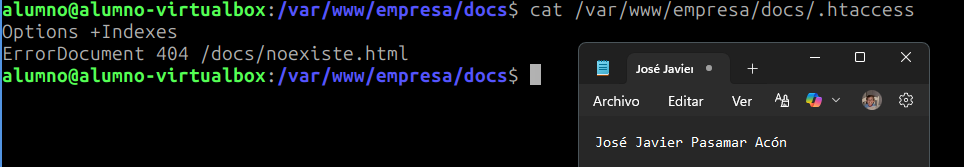 alumno@alumno-virtualbox:/var/www/empresa/docs$ cat /var/www/empresa/docs/.htaccess
Options +Indexes
ErrorDocument 404 /docs/noexiste.html
alumno@alumno-virtualbox:/var/www/empresa/docs$
José Javier
Archivo Editar Ver
José Javier Pasamar Acón